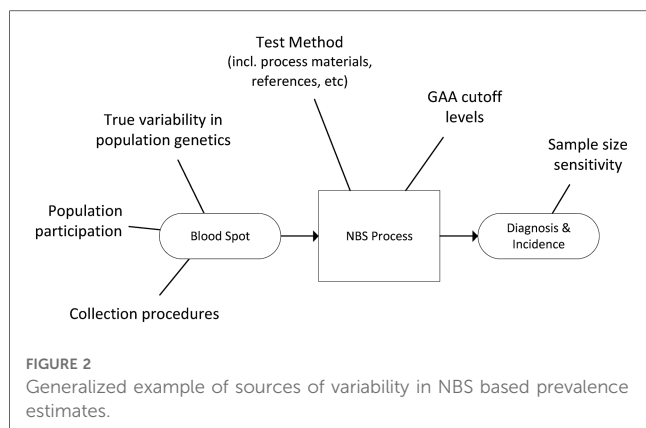 Test Method
(incl. process materials,
references, etc)
GAA cutoff
levels
True variability in
population genetics
Sample size
sensitivity
Population
participation
Blood Spot
NBS Process
Diagnosis &
Incidence
Collection procedures
FIGURE 2
Generalized example of sources of variability in NBS based prevalence
estimates.